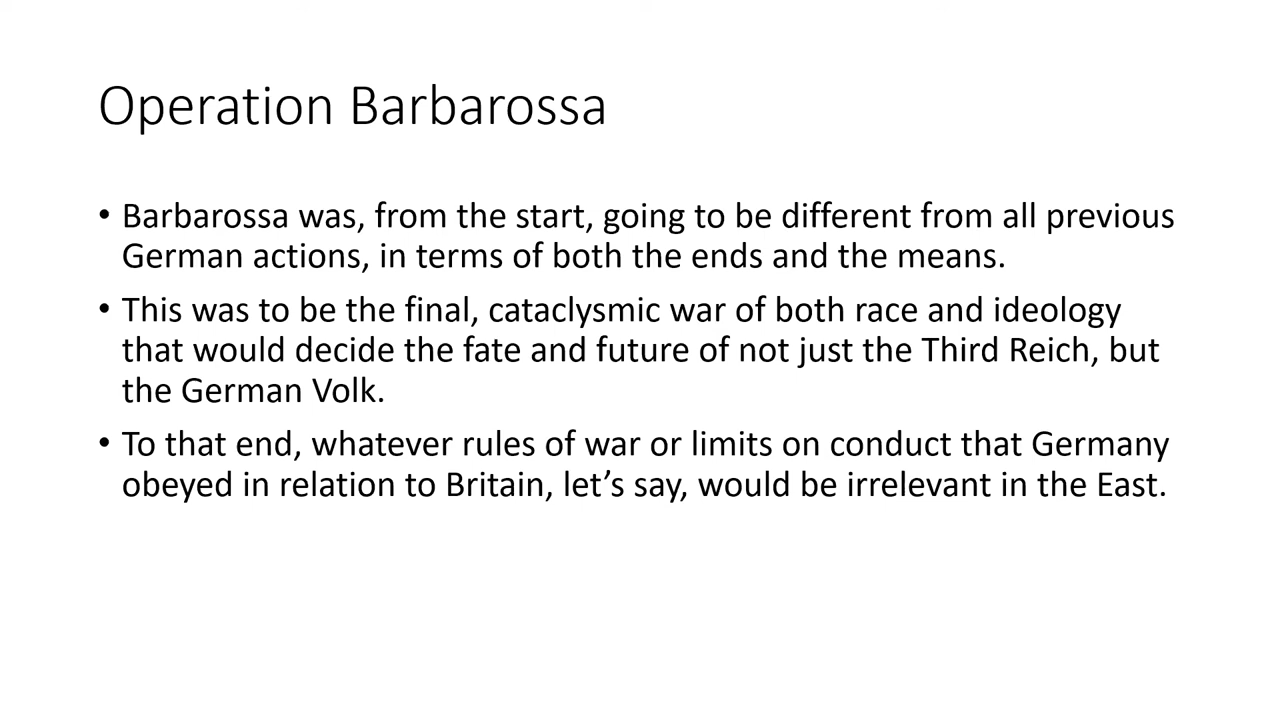 Operation Barbarossa
• Barbarossa was, from the start, going to be different from all previous
German actions, in terms of both the ends and the means.
• This was to be the final, cataclysmic war of both race and ideology
that would decide the fate and future of not just the Third Reich, but
the German Volk.
• To that end, whatever rules of war or limits on conduct that Germany
obeyed in relation to Britain, let’s say, would be irrelevant in the East.